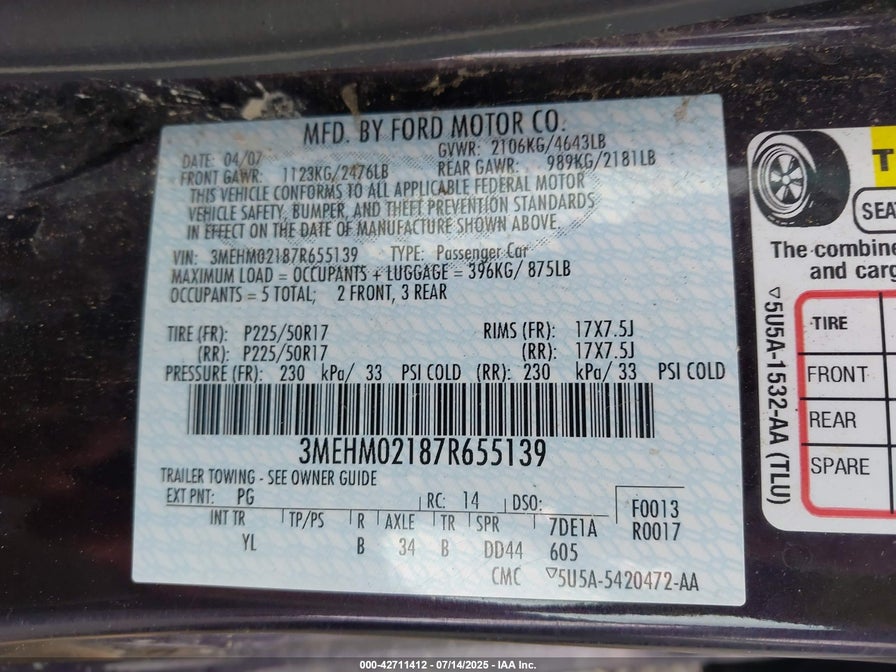 MFD. BY FORD MOTOR CO.
DATE: 04/07 GVWR: 2106KG/4643LB
FRONT GAWR: 1123KG/2476LB REAR GAWR: 989KG/2181LB
THIS VEHICLE CONFORMS TO ALL APPLICABLE FEDERAL MOTOR
VEHICLE SAFETY, BUMPER, AND THEFT PREVENTION STANDARDS
IN EFFECT ON THE DATE OF MANUFACTURE SHOWN ABOVE.
VIN: 3MEHM02187R655139 TYPE: Passenger Car
MAXIMUM LOAD = OCCUPANTS + LUGGAGE = 396KG/ 875LB
OCCUPANTS = 5 TOTAL; 2 FRONT, 3 REAR
TIRE (FR): P225/50R17 RIMS (FR): 17X7.5J
(RR): P225/50R17 (RR): 17X7.5J
PRESSURE (FR): 230 kPa/ 33 PSI COLD (RR): 230 kPa/ 33 PSI COLD
3MEHM02187R655139
TRAILER TOWING - SEE OWNER GUIDE
EXT PNT: PG RC: 14 DSO: F0013
INT TR TP/PS R AXLE TR SPR 7DE1A R0017
YL B 34 B DD44 605
CMC ▽5U5A-5420472-AA
T
SEA
The combine
and carg
TIRE
FRONT
REAR
SPARE
▽5U5A-1532-AA (TLU)
000-42711412 - 07/14/2025 - IAA Inc.